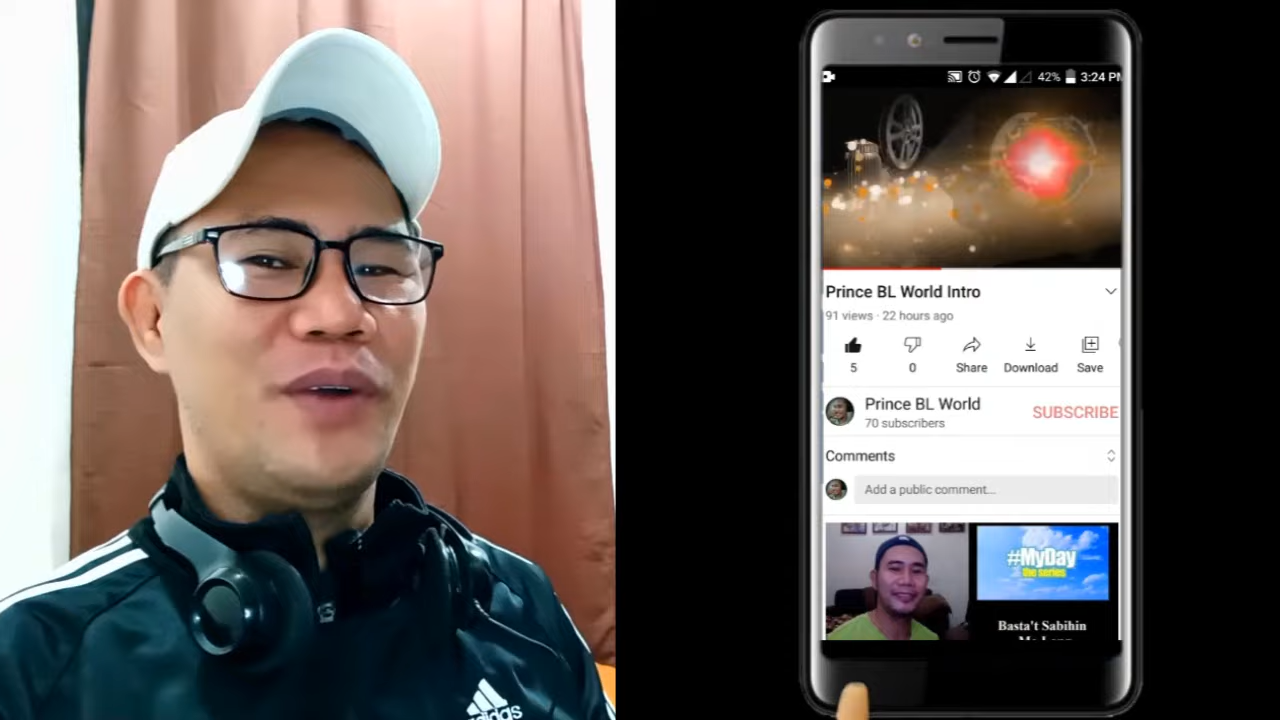 42% 3:24 PM
Prince BL World Intro
91 views · 22 hours ago
5
0
Share
Download
Save
Prince BL World
SUBSCRIBE
70 subscribers
Comments
Add a public comment...
#MyDay
the series
Basta't Sabihin
adidas